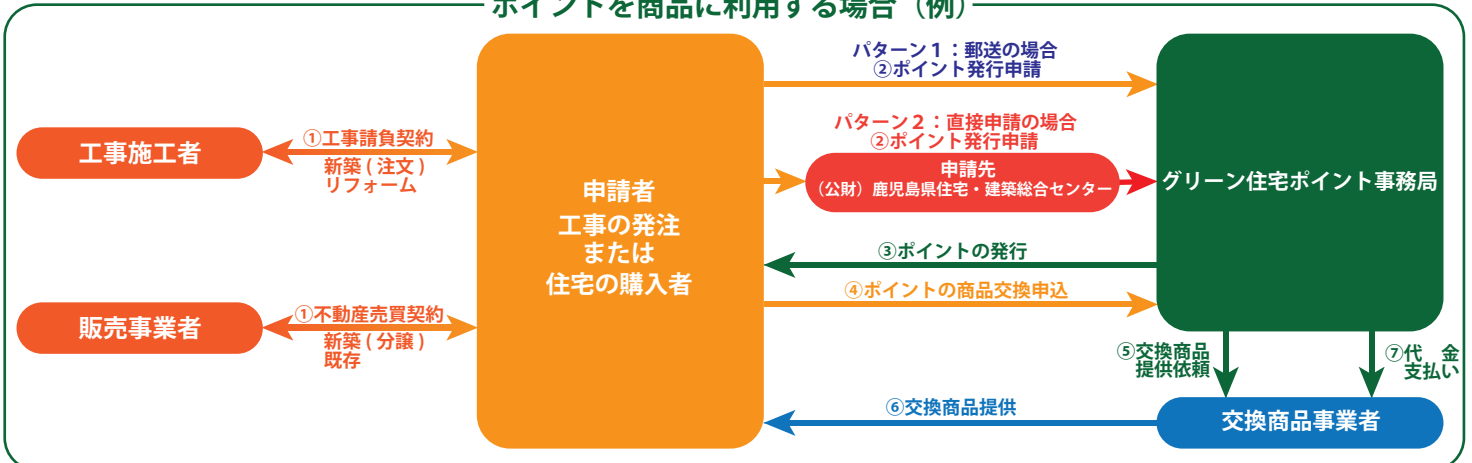 ポイントを商品に利用する場合（例）
工事施工者
①工事請負契約
新築(注文)
リフォーム
販売事業者
①不動産売買契約
新築(分譲)
既存
申請者
工事の発注
または
住宅の購入者
パターン１：郵送の場合
②ポイント発行申請
パターン２：直接申請の場合
②ポイント発行申請
申請先
（公財）鹿児島県住宅・建築総合センター
③ポイントの発行
④ポイントの商品交換申込
グリーン住宅ポイント事務局
⑤交換商品
提供依頼
⑦代　金
支払い
⑥交換商品提供
交換商品事業者